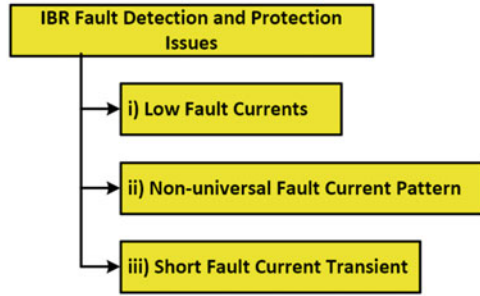 IBR Fault Detection and Protection
Issues
i) Low Fault Currents
ii) Non-universal Fault Current Pattern
iii) Short Fault Current Transient